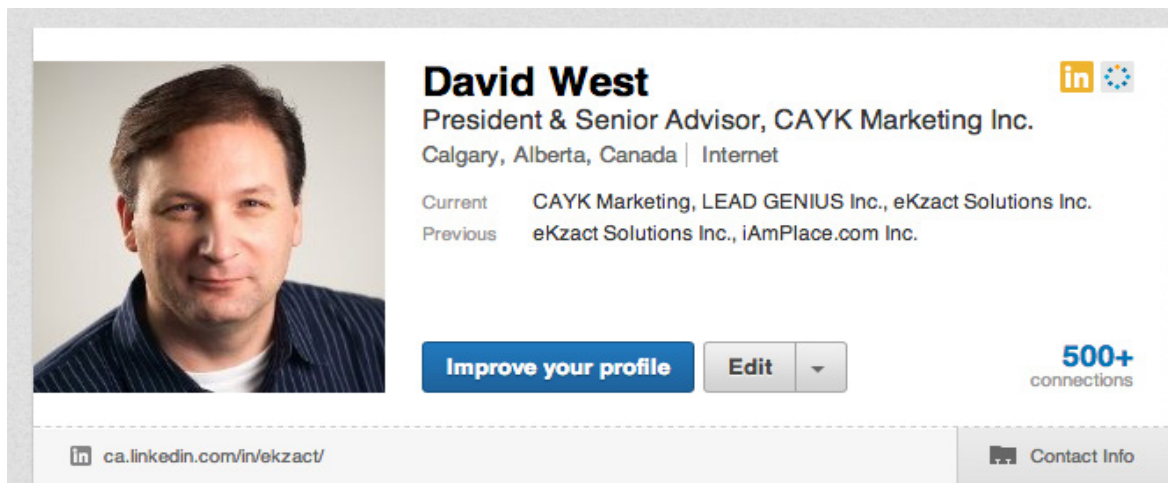 David West
President & Senior Advisor, CAYK Marketing Inc.
Calgary, Alberta, Canada | Internet
Current CAYK Marketing, LEAD GENIUS Inc., eKzact Solutions Inc.
Previous eKzact Solutions Inc., iAmPlace.com Inc.
Improve your profile Edit
500+
connections
in ca.linkedin.com/in/ekzact/ Contact Info
in